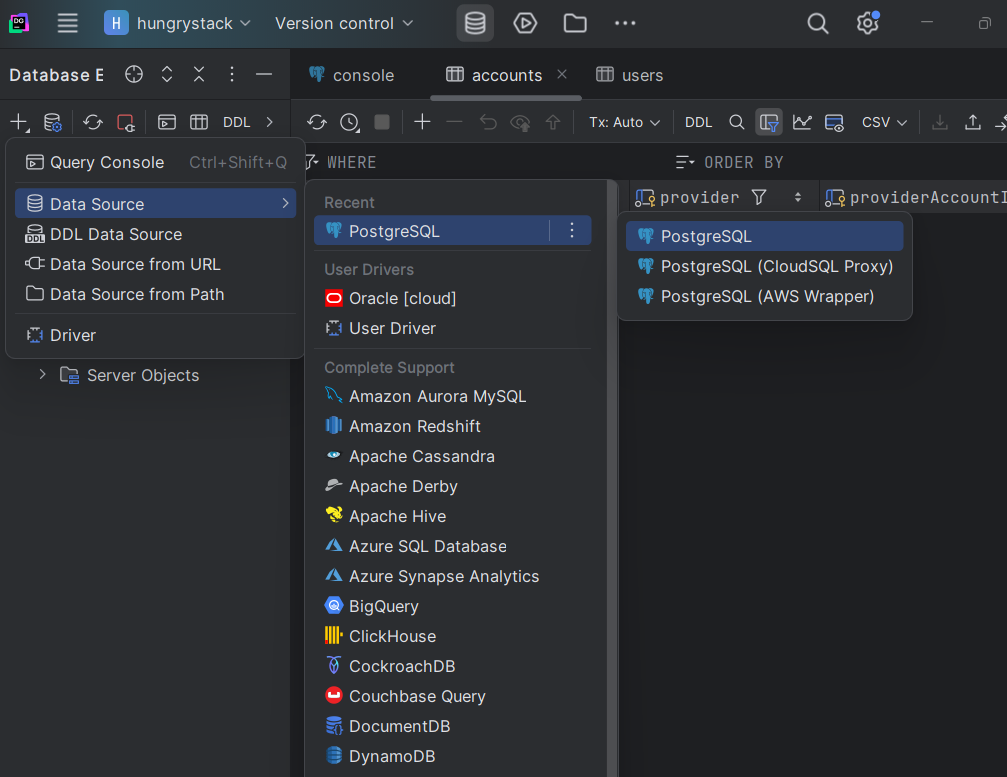 DG
H hungrystack
Version control
Database E
console
accounts
users
DDL
Tx: Auto
DDL
CSV
Query Console Ctrl+Shift+Q
Data Source
DDL Data Source
Data Source from URL
Data Source from Path
Driver
Server Objects
WHERE
ORDER BY
provider
providerAccountI
Recent
PostgreSQL
User Drivers
Oracle [cloud]
User Driver
Complete Support
Amazon Aurora MySQL
Amazon Redshift
Apache Cassandra
Apache Derby
Apache Hive
Azure SQL Database
Azure Synapse Analytics
BigQuery
ClickHouse
CockroachDB
Couchbase Query
DocumentDB
DynamoDB
PostgreSQL
PostgreSQL (CloudSQL Proxy)
PostgreSQL (AWS Wrapper)